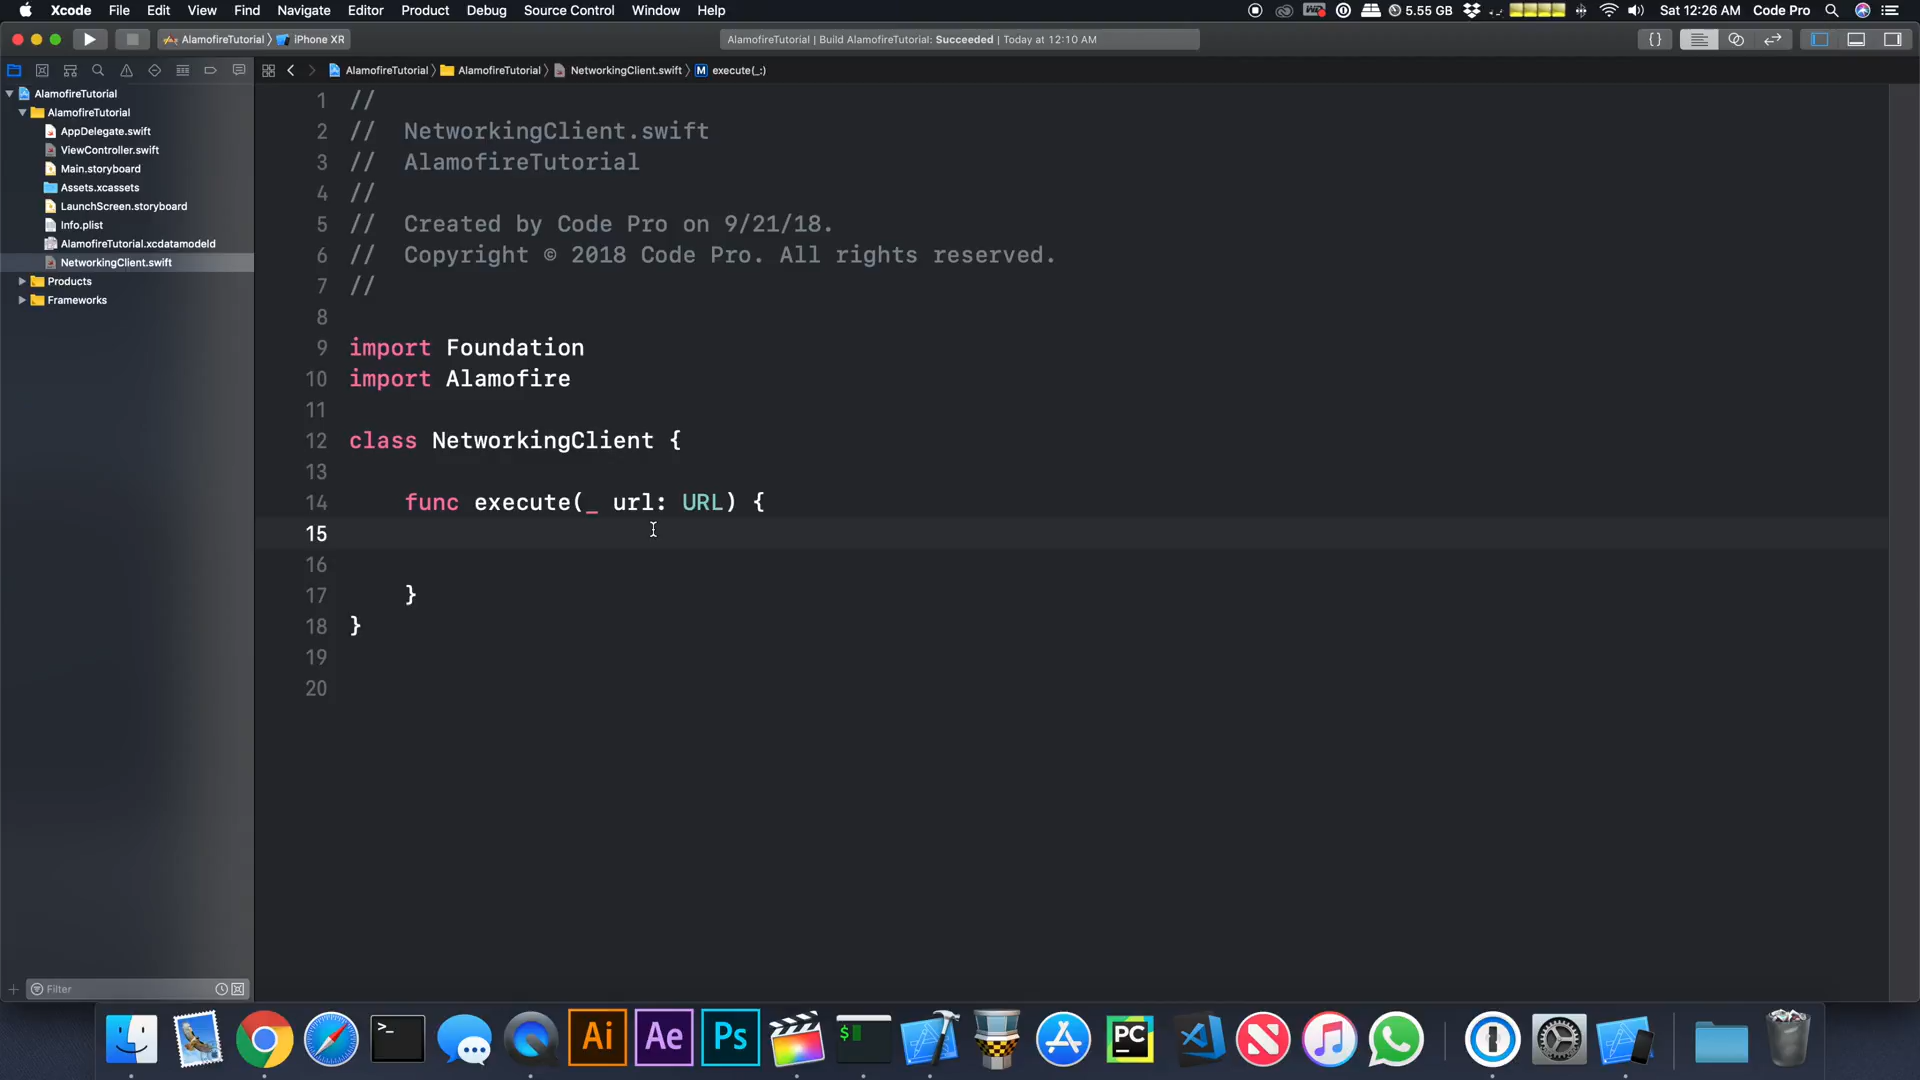 Xcode File Edit View Find Navigate Editor Product Debug Source Control Window Help 5.55 GB Sat 12:26 AM Code Pro
AlamofireTutorial iPhone XR AlamofireTutorial | Build AlamofireTutorial: Succeeded | Today at 12:10 AM { }
AlamofireTutorial AlamofireTutorial NetworkingClient.swift M execute(_:)
AlamofireTutorial
AlamofireTutorial
AppDelegate.swift
ViewController.swift
Main.storyboard
Assets.xcassets
LaunchScreen.storyboard
Info.plist
AlamofireTutorial.xcdatamodeld
NetworkingClient.swift
Products
Frameworks
1 //
2 // NetworkingClient.swift
3 // AlamofireTutorial
4 //
5 // Created by Code Pro on 9/21/18.
6 // Copyright © 2018 Code Pro. All rights reserved.
7 //
8
9 import Foundation
10 import Alamofire
11
12 class NetworkingClient {
13
14 func execute(_ url: URL) {
15
16
17 }
18 }
19
20
Filter
>_ Ai Ae Ps $ PC